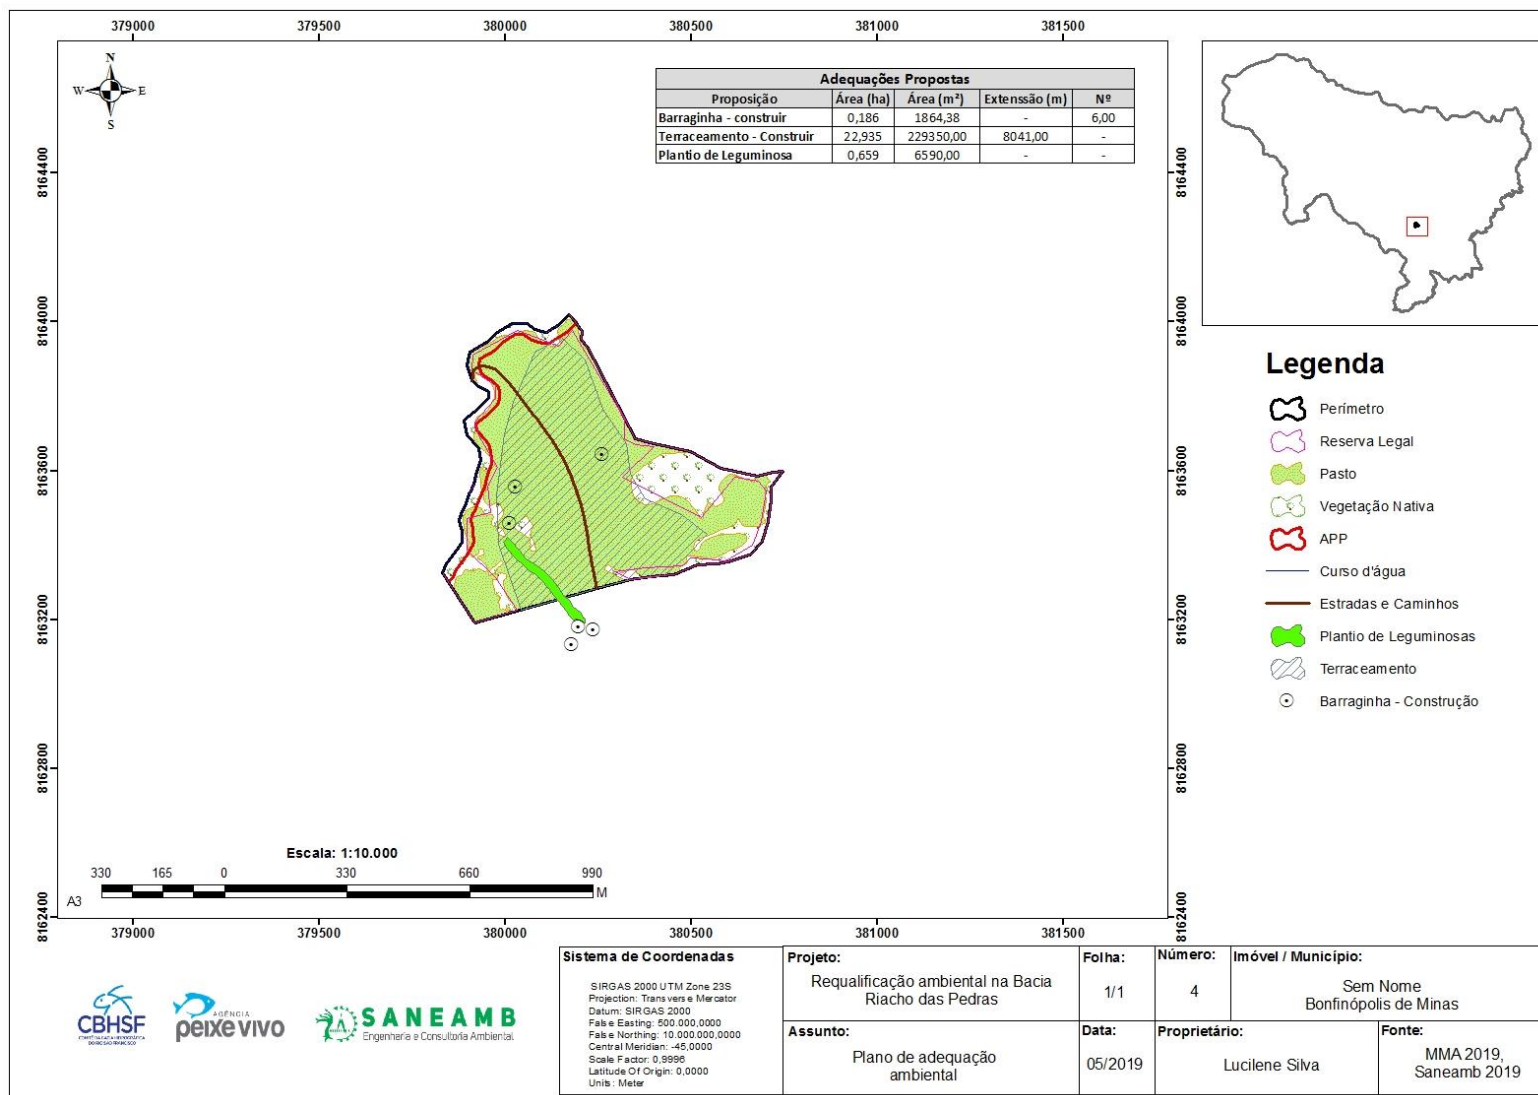 379000 379500 380000 380500 381000 381500
N
W E
S
Adequações Propostas
Proposição Área (ha) Área (m²) Extenssão (m) Nº
Barraginha - construir 0,186 1864,38 - 6,00
Terraceamento - Construir 22,935 229350,00 8041,00 -
Plantio de Leguminosa 0,659 6590,00 - -
8164400 8164400
8164000 8164000
8163600 8163600
8163200 8163200
8162800 8162800
8162400 8162400
Legenda
Perímetro
Reserva Legal
Pasto
Vegetação Nativa
APP
Curso d'água
Estradas e Caminhos
Plantio de Leguminosas
Terraceamento
Barraginha - Construção
Escala: 1:10.000
330 165 0 330 660 990
M
A3
379000 379500 380000 380500 381000 381500
CBHSF
AGÊNCIA
peixe vivo
SANEAMB
Engenharia e Consultoria Ambiental
Sistema de Coordenadas
SIRGAS 2000 UTM Zone 23S
Projection: Transverse Mercator
Datum: SIRGAS 2000
False Easting: 500.000,0000
False Northing: 10.000.000,0000
Central Meridian: -45,0000
Scale Factor: 0,9996
Latitude Of Origin: 0,0000
Units: Meter
Projeto:
Requalificação ambiental na Bacia
Riacho das Pedras
Folha:
1/1
Número:
4
Imóvel / Município:
Sem Nome
Bonfinópolis de Minas
Assunto:
Plano de adequação
ambiental
Data:
05/2019
Proprietário:
Lucilene Silva
Fonte:
MMA 2019,
Saneamb 2019